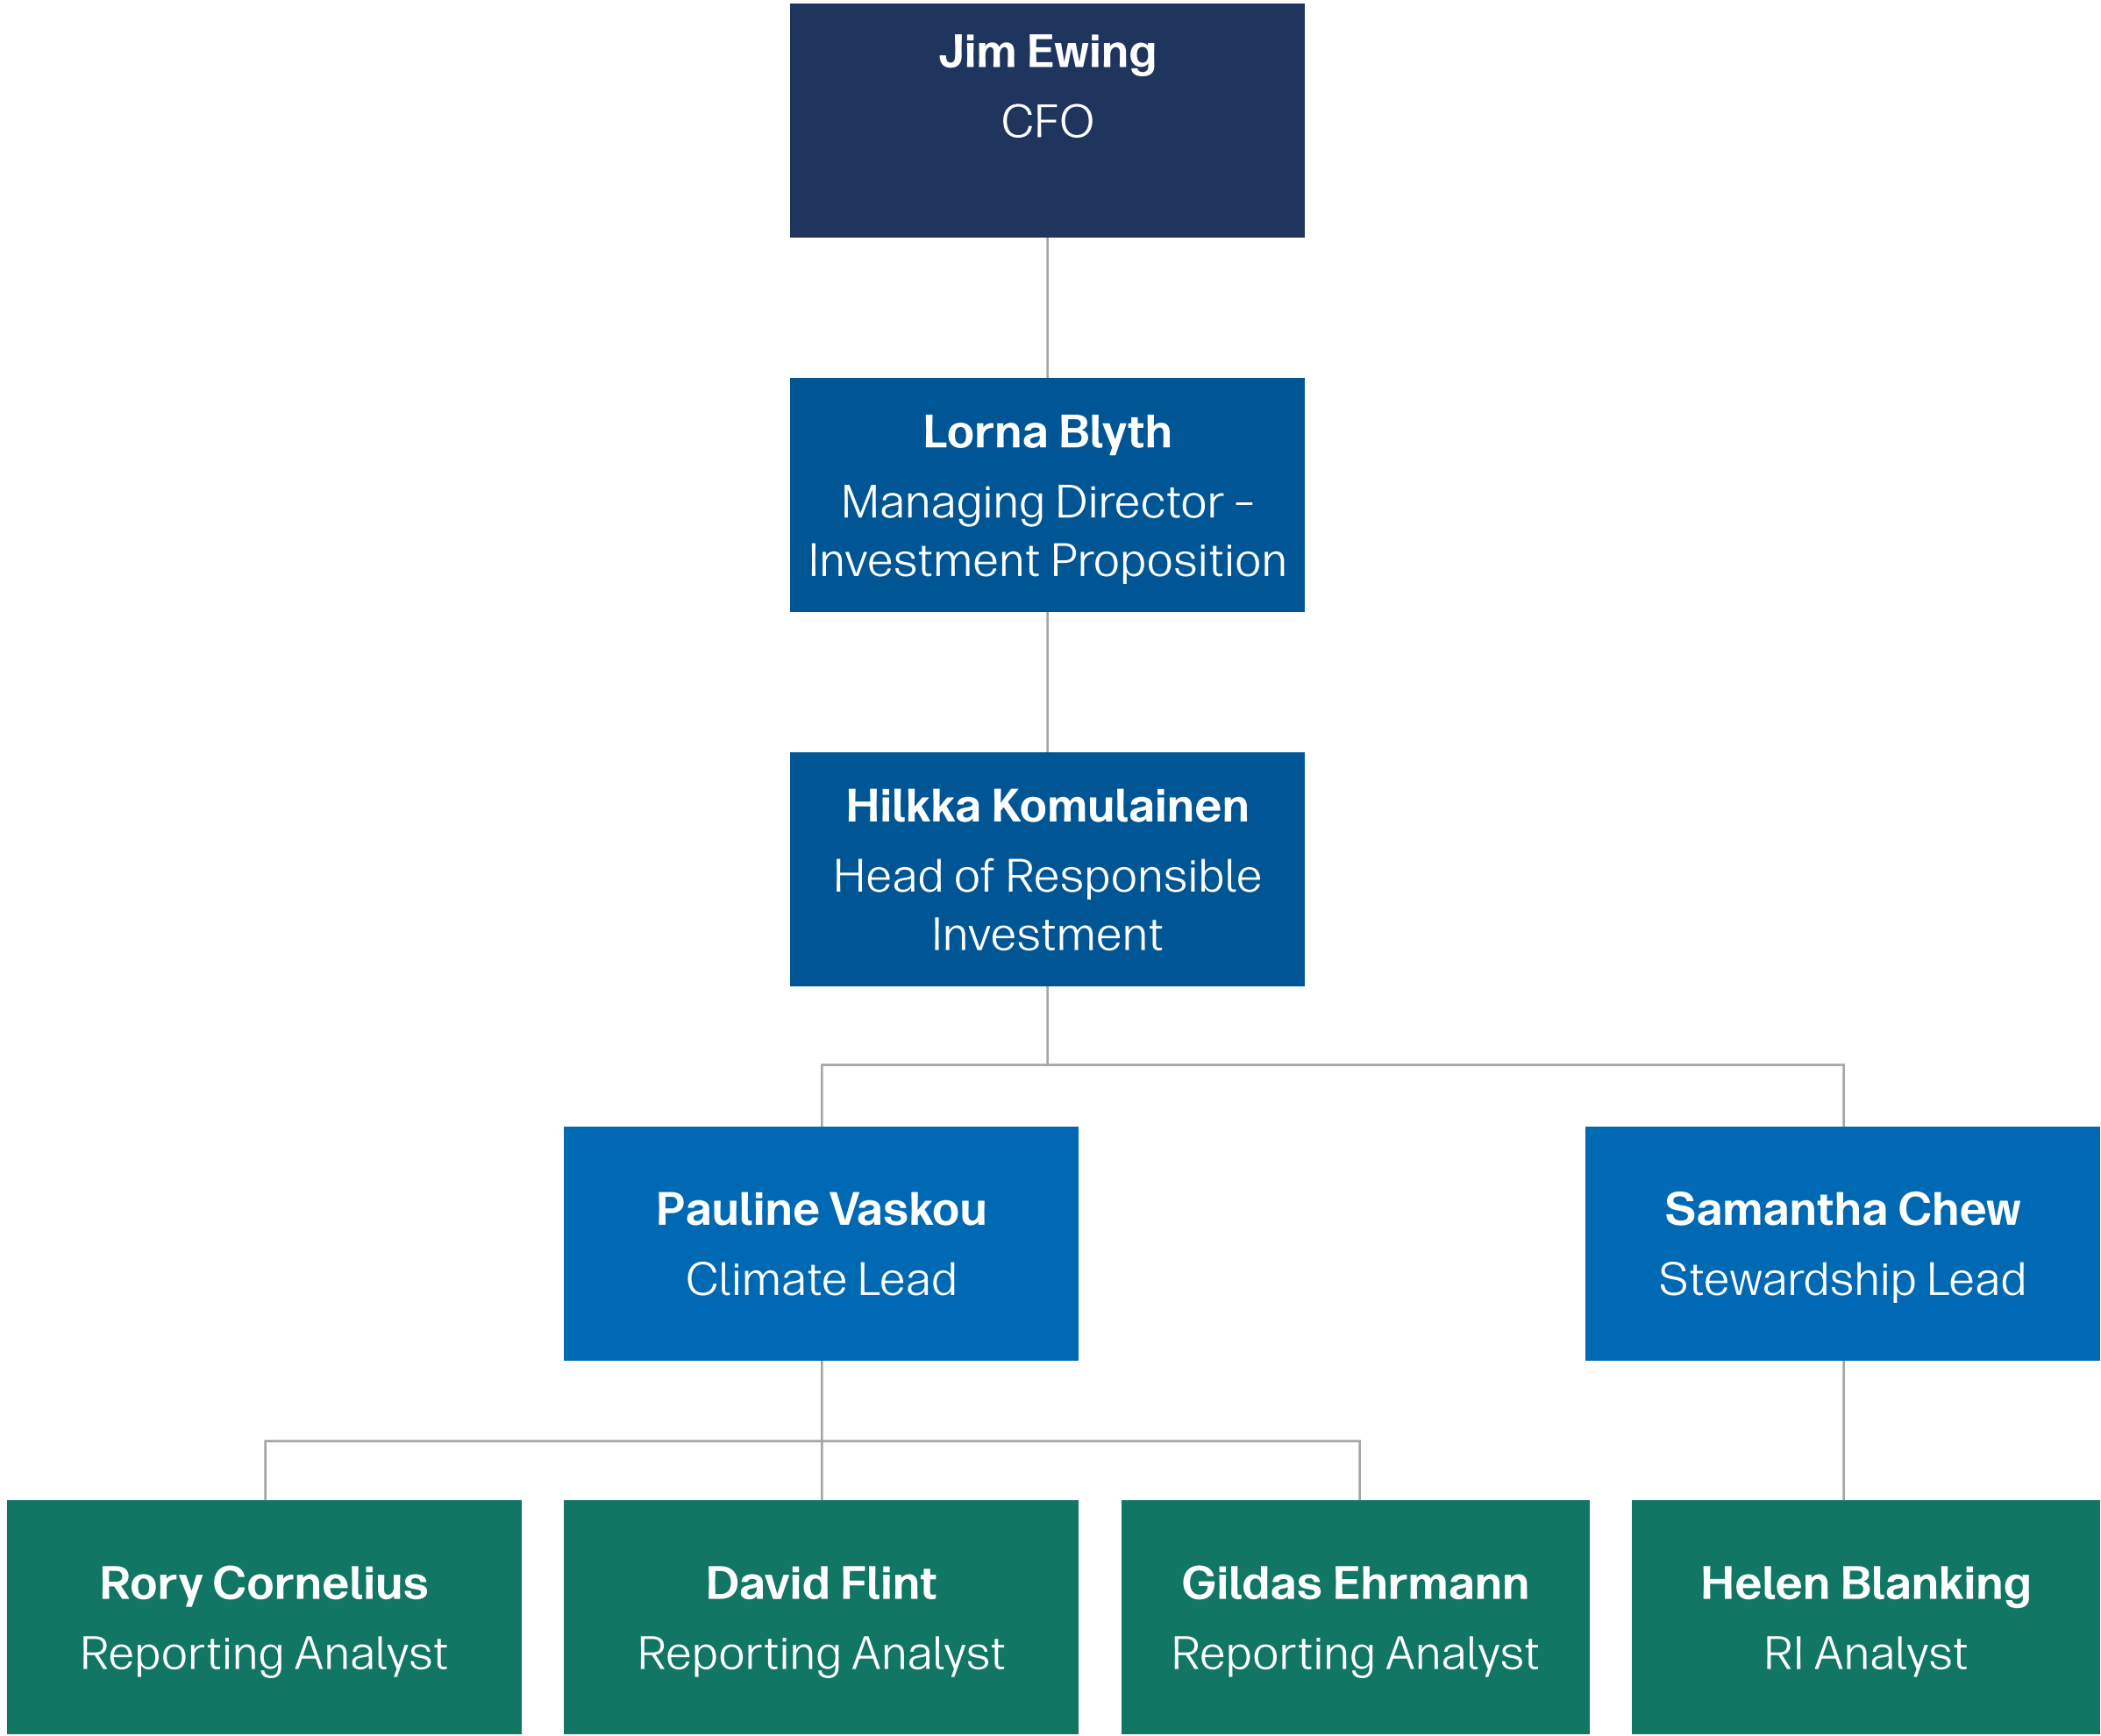 Jim Ewing
CFO
Lorna Blyth
Managing Director –
Investment Proposition
Hilkka Komulainen
Head of Responsible
Investment
Pauline Vaskou
Climate Lead
Samantha Chew
Stewardship Lead
Rory Cornelius
Reporting Analyst
David Flint
Reporting Analyst
Gildas Ehrmann
Reporting Analyst
Helen Blanking
RI Analyst